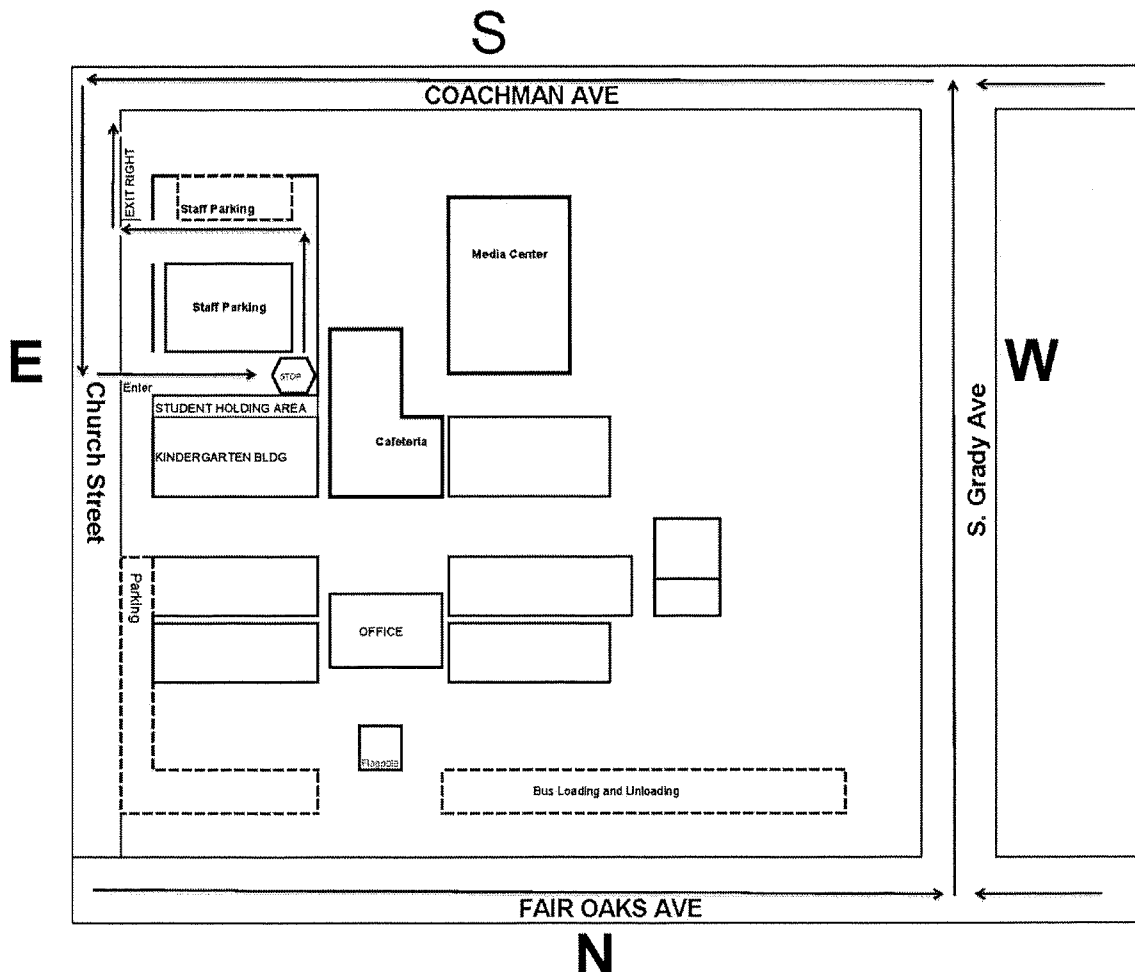 S
COACHMAN AVE
EXIT RIGHT
Staff Parking
Media Center
Staff Parking
E
W
STOP
Enter
STUDENT HOLDING AREA
Church Street
Cafeteria
KINDERGARTEN BLDG
S. Grady Ave
Parking
OFFICE
Flagpole
Bus Loading and Unloading
FAIR OAKS AVE
N